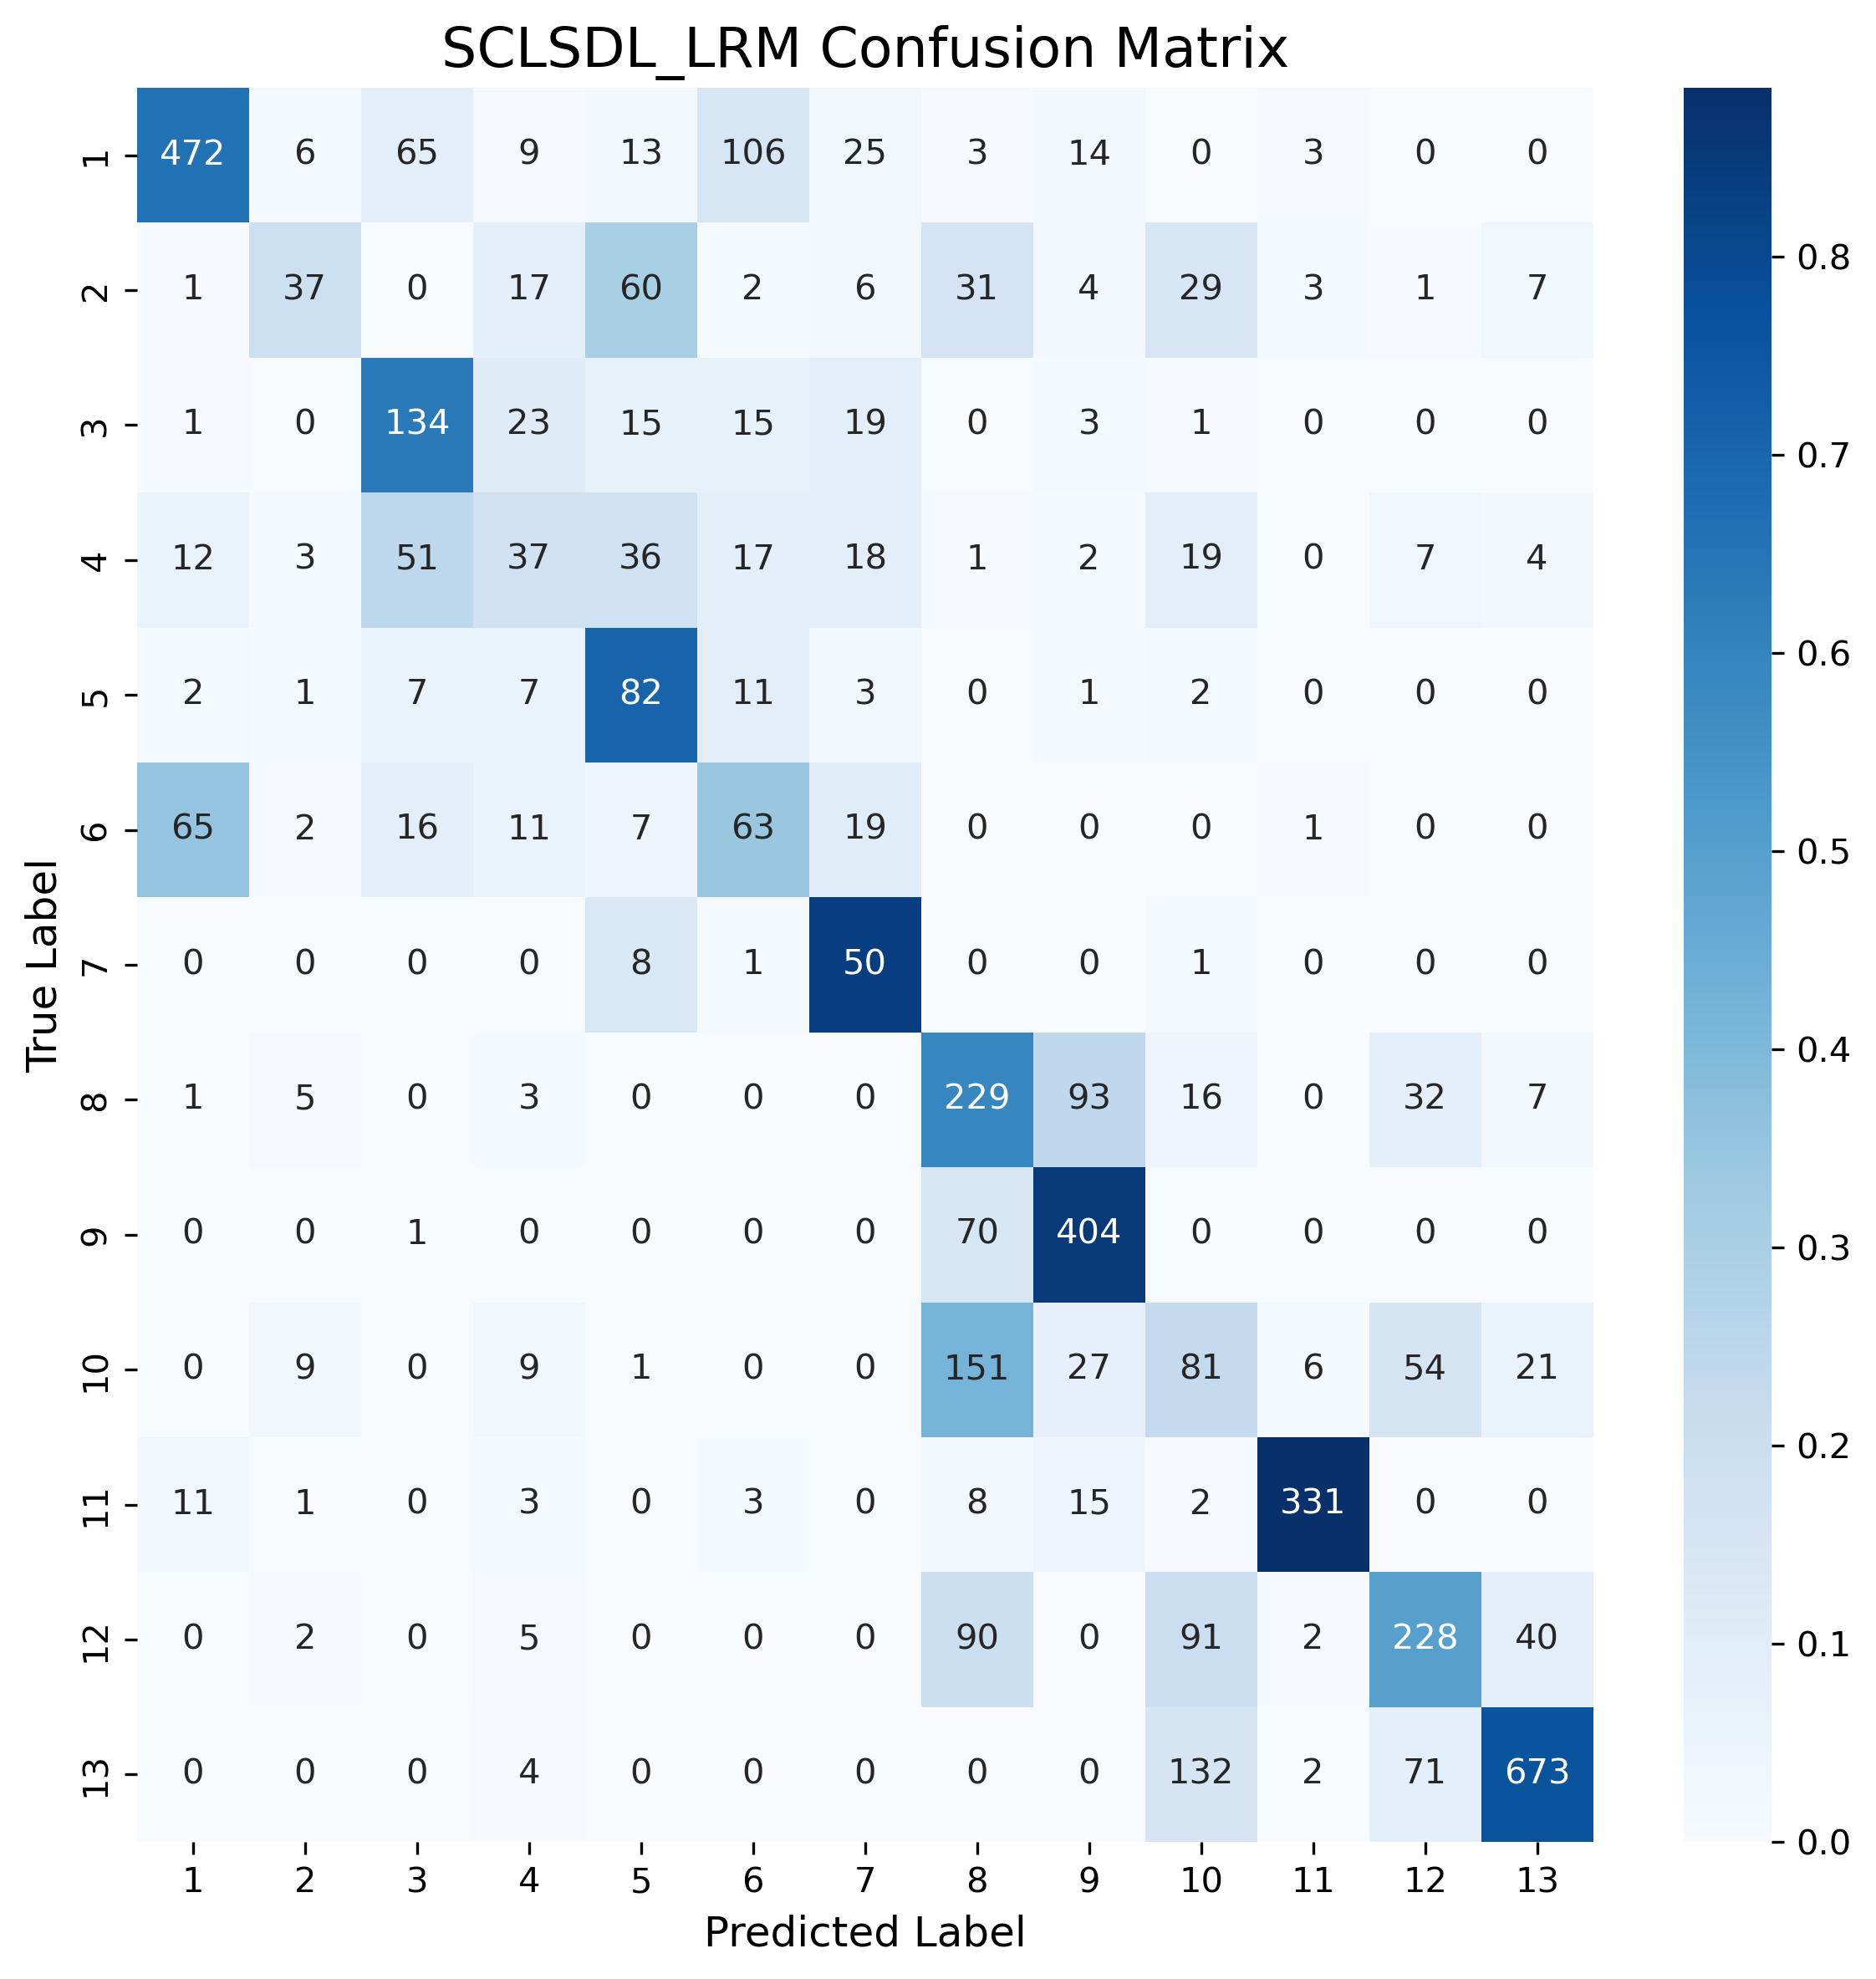 SCLSDL_LRM Confusion Matrix
1 472 6 65 9 13 106 25 3 14 0 3 0 0
2 1 37 0 17 60 2 6 31 4 29 3 1 7
3 1 0 134 23 15 15 19 0 3 1 0 0 0
4 12 3 51 37 36 17 18 1 2 19 0 7 4
5 2 1 7 7 82 11 3 0 1 2 0 0 0
6 65 2 16 11 7 63 19 0 0 0 1 0 0
7 0 0 0 0 8 1 50 0 0 1 0 0 0
8 1 5 0 3 0 0 0 229 93 16 0 32 7
9 0 0 1 0 0 0 0 70 404 0 0 0 0
10 0 9 0 9 1 0 0 151 27 81 6 54 21
11 11 1 0 3 0 3 0 8 15 2 331 0 0
12 0 2 0 5 0 0 0 90 0 91 2 228 40
13 0 0 0 4 0 0 0 0 0 132 2 71 673
1 2 3 4 5 6 7 8 9 10 11 12 13
Predicted Label
True Label
0.8
0.7
0.6
0.5
0.4
0.3
0.2
0.1
0.0